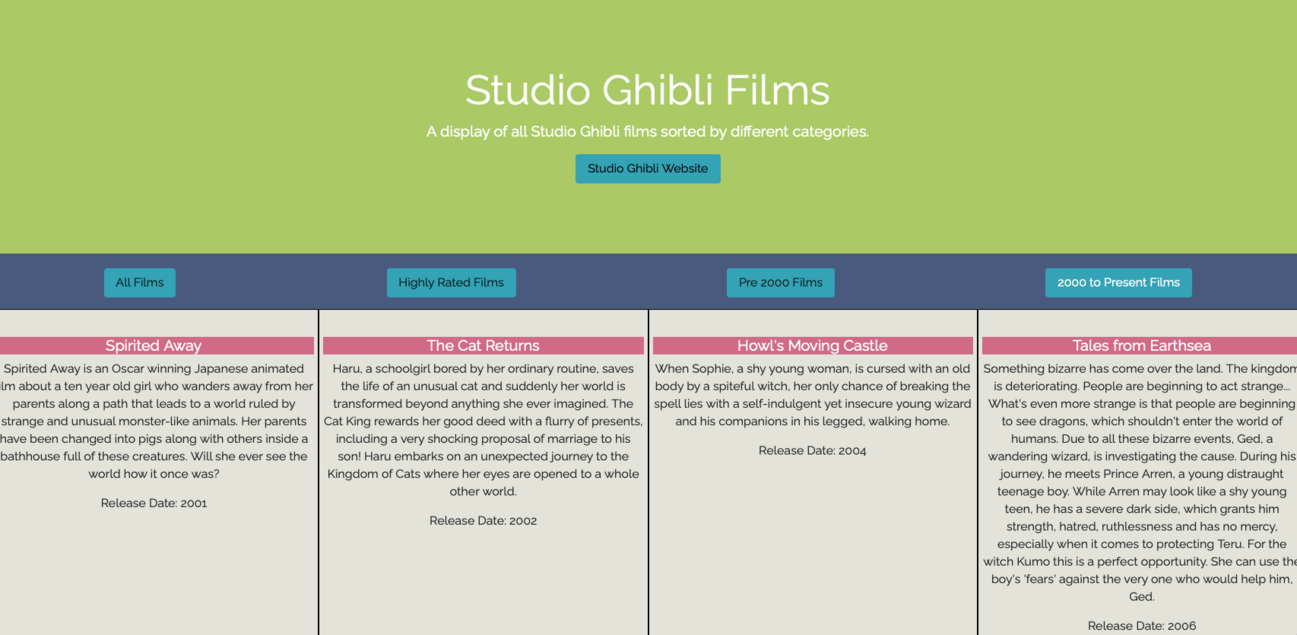 Studio Ghibli Films
A display of all Studio Ghibli films sorted by different categories.
Studio Ghibli Website
All Films
Highly Rated Films
Pre 2000 Films
2000 to Present Films
Spirited Away
Spirited Away is an Oscar winning Japanese animated
ilm about a ten year old girl who wanders away from her
parents along a path that leads to a world ruled by
strange and unusual monster-like animals. Her parents
have been changed into pigs along with others inside a
bathhouse full of these creatures. Will she ever see the
world how it once was?
Release Date: 2001
The Cat Returns
Haru, a schoolgirl bored by her ordinary routine, saves
the life of an unusual cat and suddenly her world is
transformed beyond anything she ever imagined. The
Cat King rewards her good deed with a flurry of presents,
including a very shocking proposal of marriage to his
son! Haru embarks on an unexpected journey to the
Kingdom of Cats where her eyes are opened to a whole
other world.
Release Date: 2002
Howl's Moving Castle
When Sophie, a shy young woman, is cursed with an old
body by a spiteful witch, her only chance of breaking the
spell lies with a self-indulgent yet insecure young wizard
and his companions in his legged, walking home.
Release Date: 2004
Tales from Earthsea
Something bizarre has come over the land. The kingdom
is deteriorating. People are beginning to act strange...
What's even more strange is that people are beginning
to see dragons, which shouldn't enter the world of
humans. Due to all these bizarre events, Ged, a
wandering wizard, is investigating the cause. During his
journey, he meets Prince Arren, a young distraught
teenage boy. While Arren may look like a shy young
teen, he has a severe dark side, which grants him
strength, hatred, ruthlessness and has no mercy,
especially when it comes to protecting Teru. For the
witch Kumo this is a perfect opportunity. She can use the
boy's 'fears' against the very one who would help him,
Ged.
Release Date: 2006